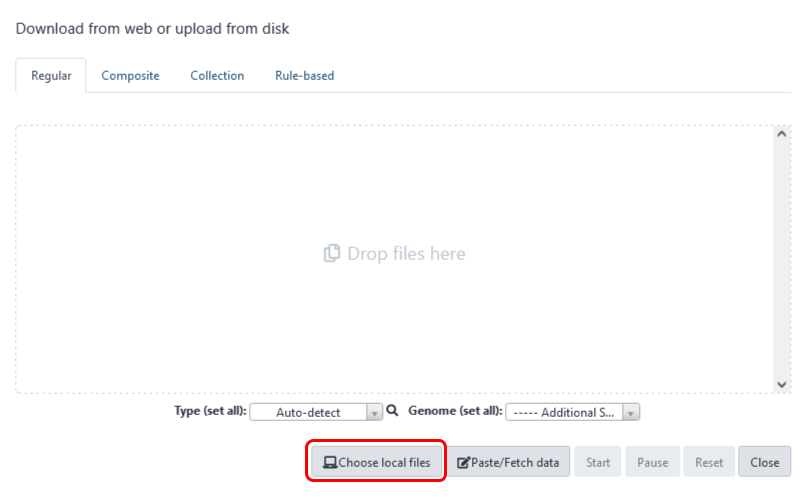 Download from web or upload from disk
Regular Composite Collection Rule-based
Drop files here
Type (set all): Auto-detect Genome (set all): ----- Additional S...
Choose local files Paste/Fetch data Start Pause Reset Close